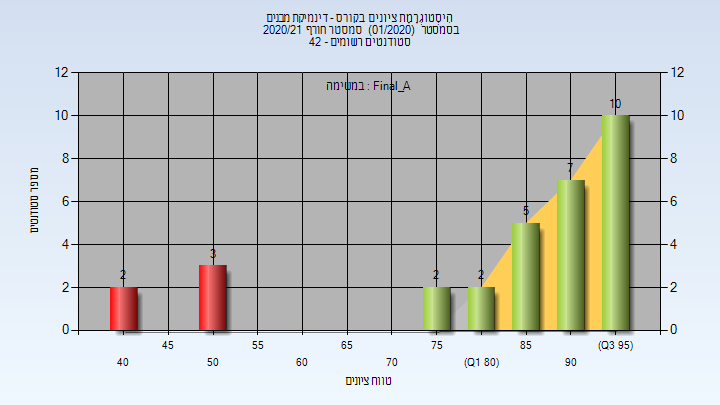 היסטוגרמת ציונים בקורס - דינמיקת מבנים
בסמסטר (01/2020) סמסטר חורף 2020/21
סטודנטים רשומים - 42
במשימה : Final_A
מספר סטודנטים
12 12
10 10
8 8
6 6
4 4
2 2
0 0
2 3 2 2 5 7 10
45 55 65 75 85 (Q3 95)
40 50 60 70 (Q1 80) 90
טווח ציונים